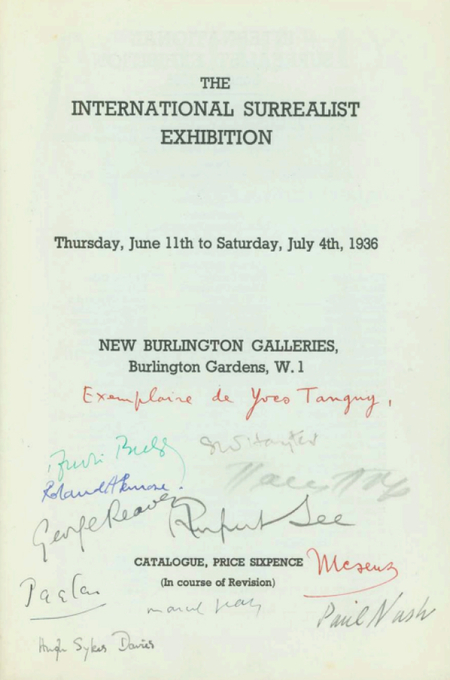 THE
INTERNATIONAL SURREALIST
EXHIBITION
Thursday, June 11th to Saturday, July 4th, 1936
NEW BURLINGTON GALLERIES,
Burlington Gardens, W. 1
Exemplaire de Yves Tanguy,
Roland A Penrose.
George Reavey
Rupert Lee
CATALOGUE, PRICE SIXPENCE
(In course of Revision)
Mesens
Paul Nash
Hugh Sykes Davies